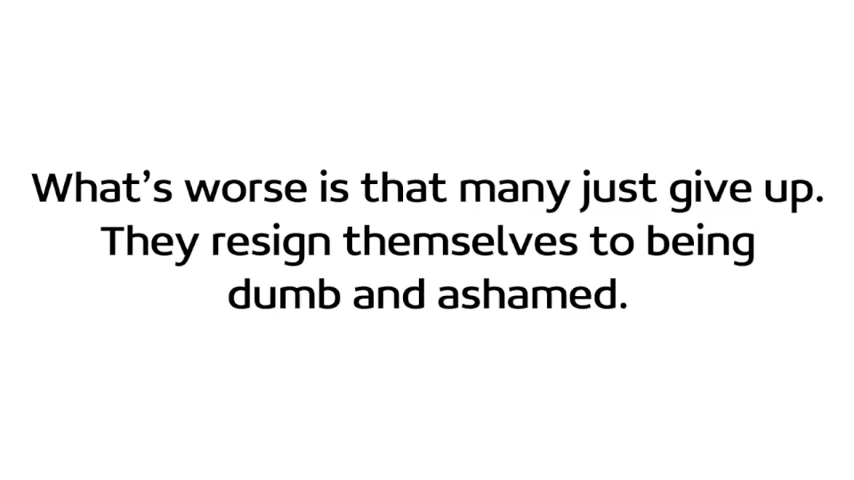 What’s worse is that many just give up.
They resign themselves to being
dumb and ashamed.